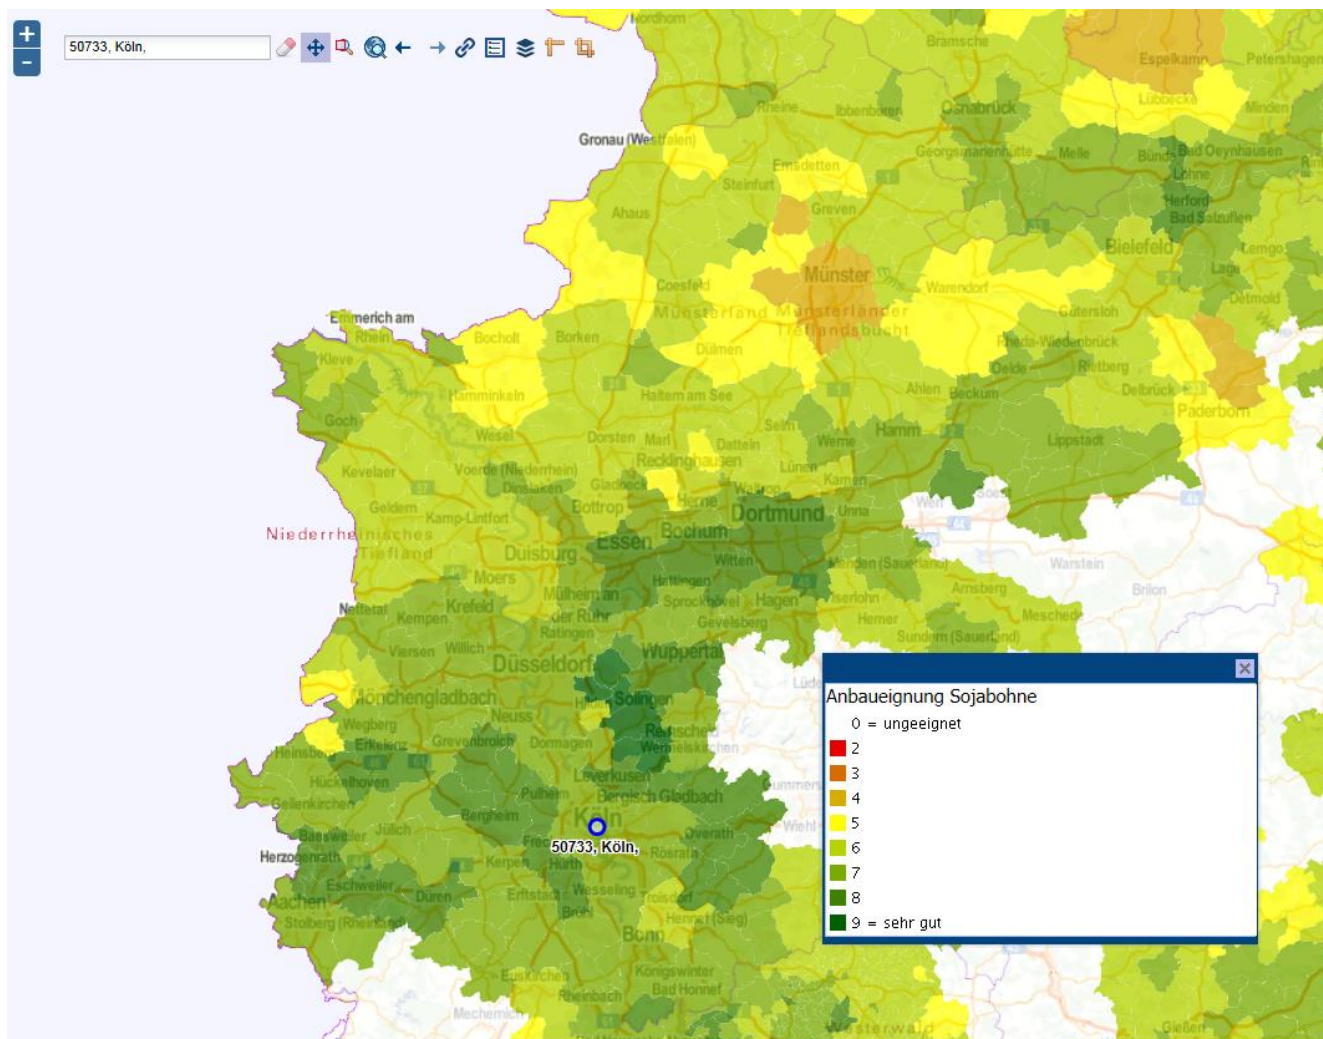 +
-
50733, Köln,
Nordhorn
Bramsche
Espelkamp
Petershagen
Rheine
Ibbenbüren
Osnabrück
Lübbecke
Minden
Gronau (Westfalen)
Georgsmarienhütte
Melle
Bünde
Bad Oeynhausen
Emsdetten
1
Löhne
Steinfurt
Herford
Ahaus
Greven
Bad Salzuflen
Bielefeld
Lemgo
Coesfeld
Münster
Ems
Warendorf
Lage
Detmold
Münsterland
Münsterländer
Tieflandsbucht
Gütersloh
Emmerich am
Rhein
Bocholt
Borken
Dülmen
Rheda-Wiedenbrück
Kleve
Oelde
Rietberg
Hamminkeln
Haltern am See
Ahlen
Beckum
Delbrück
Paderborn
Goch
Wesel
Dorsten
Marl
Datteln
Selm
Werne
Hamm
Lippstadt
Kevelaer
Voerde (Niederrhein)
Recklinghausen
Lünen
Dinslaken
Gladbeck
Kamen
Geldern
Kamp-Lintfort
Bottrop
Herne
Waltrop
Dortmund
Unna
Werl
Soest
44
Niederrheinisches
Tiefland
Duisburg
Essen
Bochum
Witten
Menden (Sauerland)
Warstein
Moers
Hattingen
Arnsberg
Brilon
Nettetal
Krefeld
Mülheim an
der Ruhr
Sprockhövel
Hagen
Iserlohn
Kempen
Ratingen
Gevelsberg
Hemer
Meschede
Viersen
Willich
Düsseldorf
Wuppertal
Sundern (Sauerland)
Mönchengladbach
Solingen
Wegberg
Neuss
Remscheid
Heinsberg
Erkelenz
Grevenbroich
Dormagen
Wermelskirchen
Hückelhoven
Leverkusen
Geilenkirchen
Pulheim
Bergisch Gladbach
Bergheim
Köln
Baesweiler
Jülich
Overath
Wiehl
50733, Köln,
Herzogenrath
Kerpen
Hürth
Rösrath
Eschweiler
Aachen
Düren
Erftstadt
Wesseling
Troisdorf
Stolberg (Rheinland)
Brühl
Hennef (Sieg)
Bonn
Euskirchen
Königswinter
Rheinbach
Bad Honnef
Mechernich
61
Westerwald
Gießen
Anbaueignung Sojabohne
0 = ungeeignet
2
3
4
5
6
7
8
9 = sehr gut